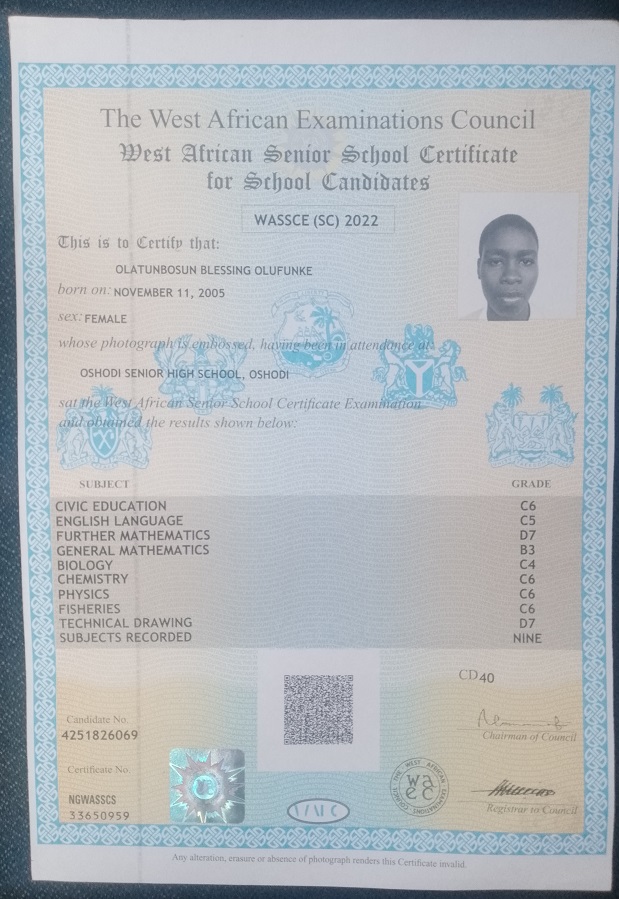 The West African Examinations Council
West African Senior School Certificate
for School Candidates
WASSCE (SC) 2022
This is to Certify that:
OLATUNBOSUN BLESSING OLUFUNKE
born on: NOVEMBER 11, 2005
sex: FEMALE
whose photograph is embossed, having been in attendance at:
OSHODI SENIOR HIGH SCHOOL, OSHODI
sat the West African Senior School Certificate Examination
and obtained the results shown below:
SUBJECT GRADE
CIVIC EDUCATION C6
ENGLISH LANGUAGE C5
FURTHER MATHEMATICS D7
GENERAL MATHEMATICS B3
BIOLOGY C4
CHEMISTRY C6
PHYSICS C6
FISHERIES C6
TECHNICAL DRAWING D7
SUBJECTS RECORDED NINE
CD40
Candidate No.
4251826069
Chairman of Council
Certificate No.
NGWASSCS
33650959
THE WEST AFRICAN EXAMINATIONS COUNCIL
waec
Registrar to Council
Any alteration, erasure or absence of photograph renders this Certificate invalid.